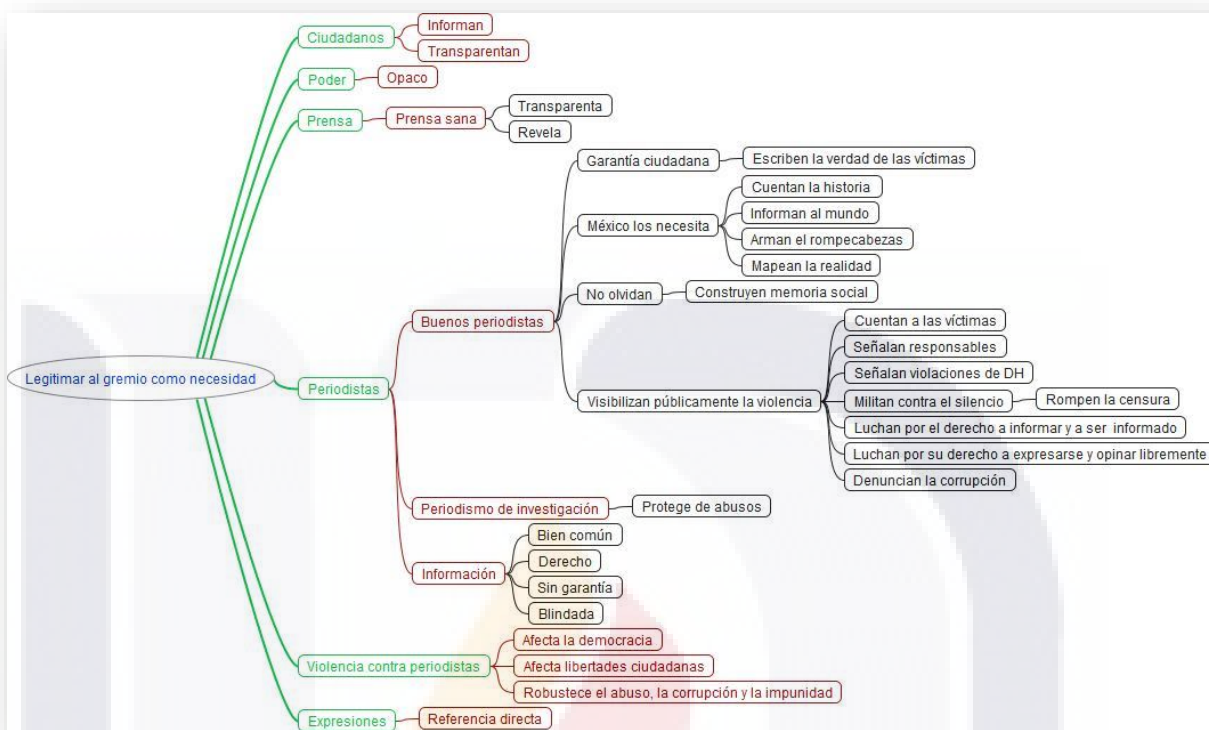 Legitimar al gremio como necesidad
Ciudadanos
Informan
Transparentan
Poder
Opaco
Prensa
Prensa sana
Transparenta
Revela
Periodistas
Buenos periodistas
Garantía ciudadana
Escriben la verdad de las víctimas
México los necesita
Cuentan la historia
Informan al mundo
Arman el rompecabezas
Mapean la realidad
No olvidan
Construyen memoria social
Visibilizan públicamente la violencia
Cuentan a las víctimas
Señalan responsables
Señalan violaciones de DH
Militan contra el silencio
Rompen la censura
Luchan por el derecho a informar y a ser informado
Luchan por su derecho a expresarse y opinar libremente
Denuncian la corrupción
Periodismo de investigación
Protege de abusos
Información
Bien común
Derecho
Sin garantía
Blindada
Violencia contra periodistas
Afecta la democracia
Afecta libertades ciudadanas
Robustece el abuso, la corrupción y la impunidad
Expresiones
Referencia directa